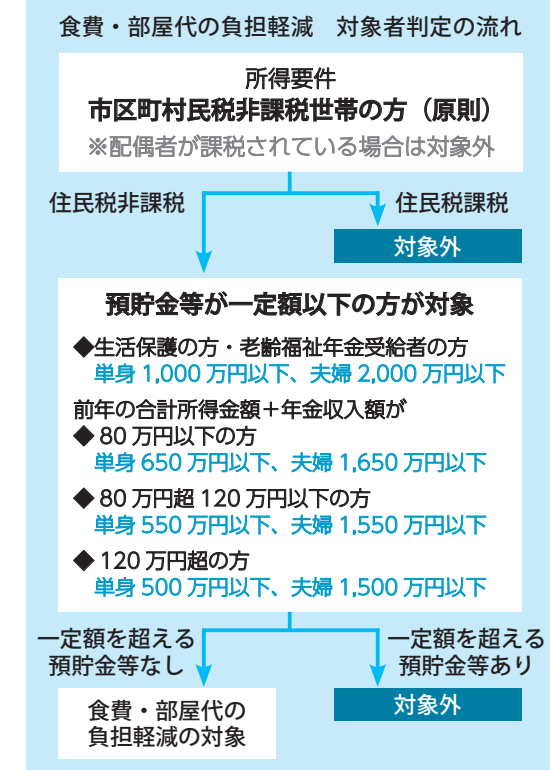 食費・部屋代の負担軽減　対象者判定の流れ
所得要件
市区町村民税非課税世帯の方（原則）
※配偶者が課税されている場合は対象外
住民税非課税
住民税課税
対象外
預貯金等が一定額以下の方が対象
◆生活保護の方・老齢福祉年金受給者の方
単身 1,000 万円以下、夫婦 2,000 万円以下
前年の合計所得金額＋年金収入額が
◆ 80 万円以下の方
単身 650 万円以下、夫婦 1,650 万円以下
◆ 80 万円超 120 万円以下の方
単身 550 万円以下、夫婦 1,550 万円以下
◆ 120 万円超の方
単身 500 万円以下、夫婦 1,500 万円以下
一定額を超える
預貯金等なし
一定額を超える
預貯金等あり
食費・部屋代の
負担軽減の対象
対象外